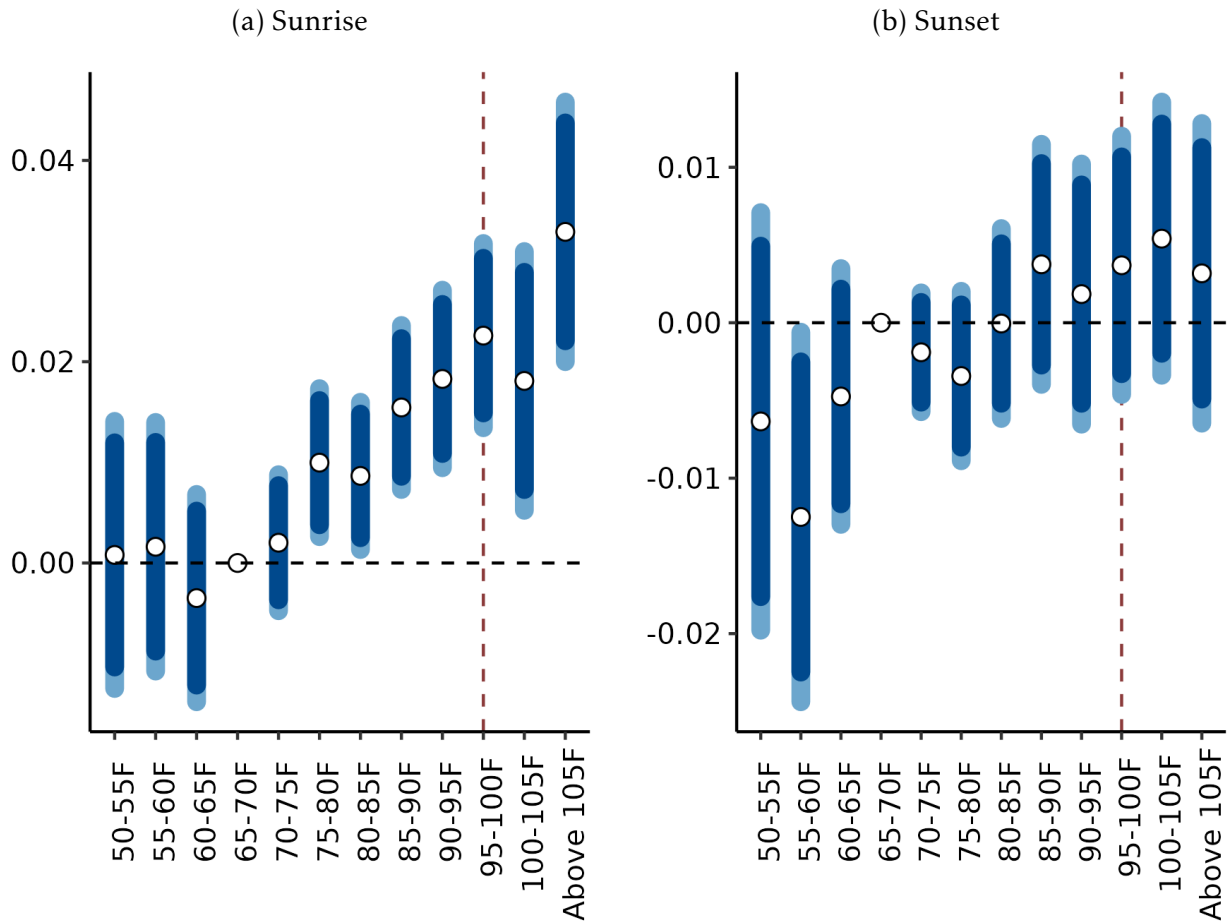 (a) Sunrise
0.04
0.02
0.00
50-55F
55-60F
60-65F
65-70F
70-75F
75-80F
80-85F
85-90F
90-95F
95-100F
100-105F
Above 105F
(b) Sunset
0.01
0.00
-0.01
-0.02
50-55F
55-60F
60-65F
65-70F
70-75F
75-80F
80-85F
85-90F
90-95F
95-100F
100-105F
Above 105F